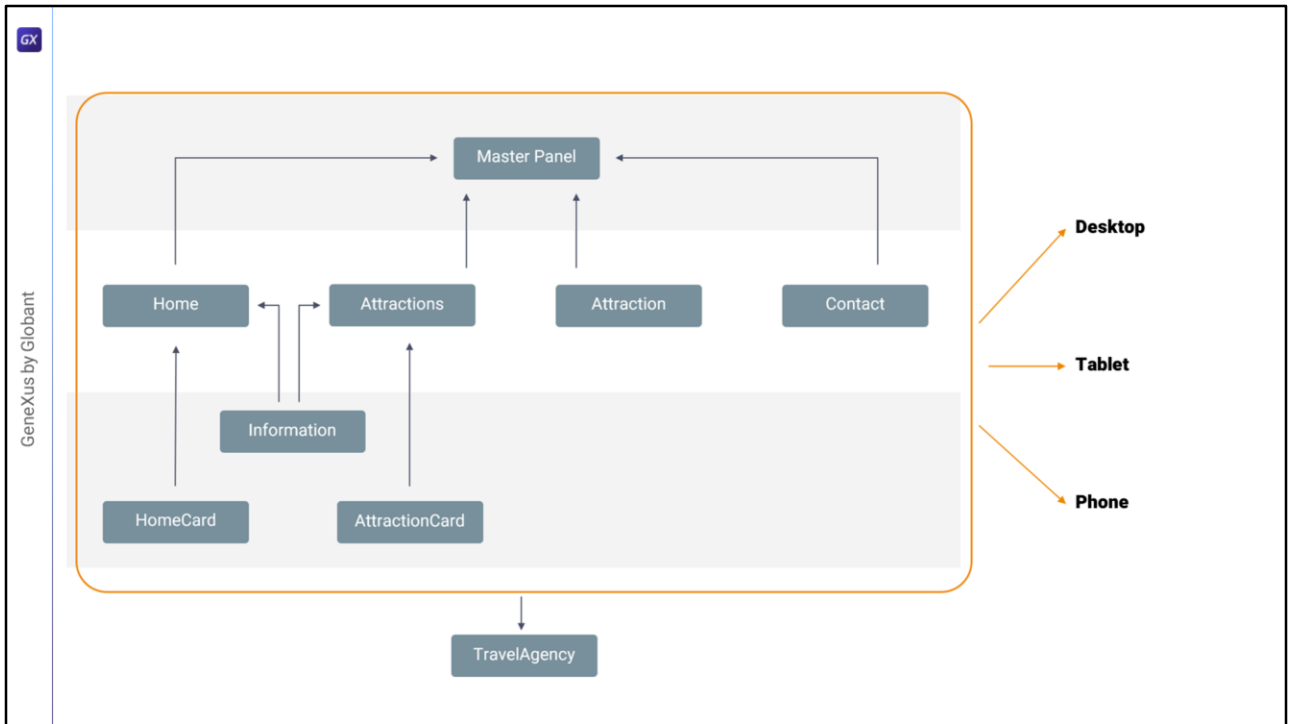 GX
GeneXus by Globant
Master Panel
Home
Attractions
Attraction
Contact
Information
HomeCard
AttractionCard
TravelAgency
Desktop
Tablet
Phone